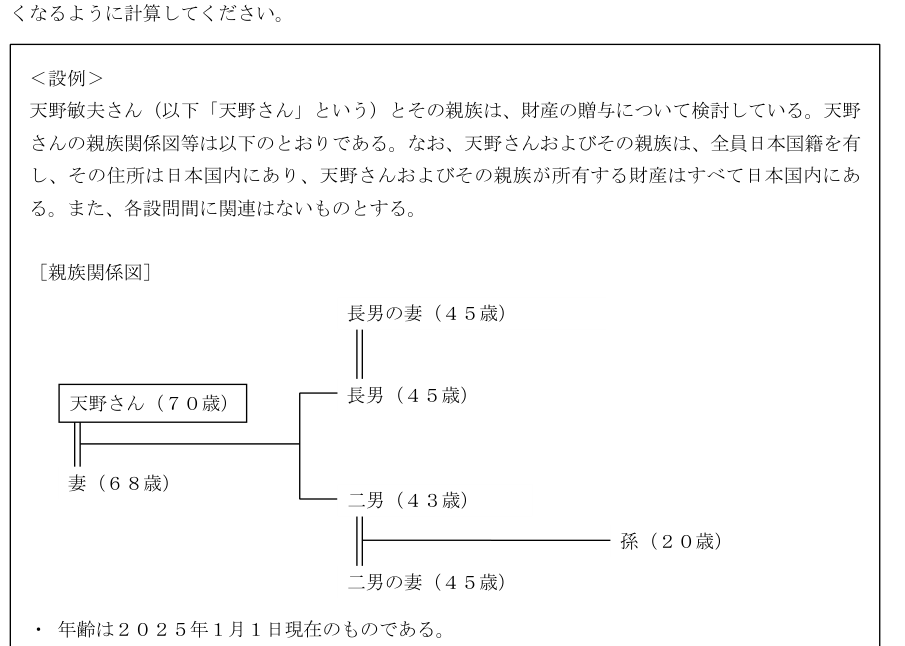 くなるように計算してください。
＜設例＞
天野敏夫さん（以下「天野さん」という）とその親族は、財産の贈与について検討している。天野
さんの親族関係図等は以下のとおりである。なお、天野さんおよびその親族は、全員日本国籍を有
し、その住所は日本国内にあり、天野さんおよびその親族が所有する財産はすべて日本国内にあ
る。また、各設問間に関連はないものとする。
［親族関係図］
長男の妻（４５歳）
長男（４５歳）
天野さん（７０歳）
妻（６８歳）
二男（４３歳）
孫（２０歳）
二男の妻（４５歳）
・ 年齢は２０２５年１月１日現在のものである。